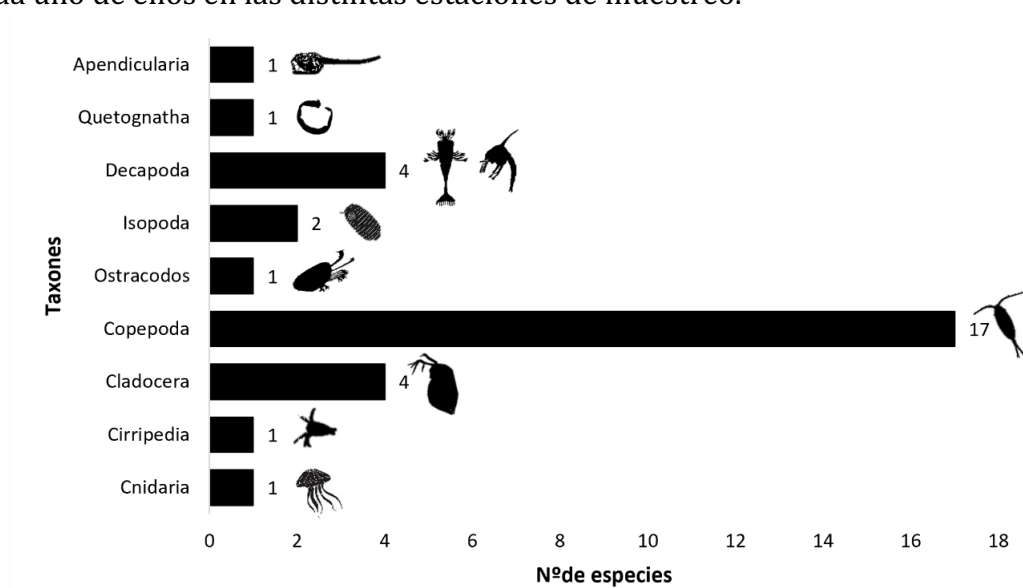 da uno de ellos en las distintas estaciones de muestreo.
Apendicularia 1
Quetognatha 1
Decapoda 4
Isopoda 2
Ostracodos 1
Copepoda 17
Cladocera 4
Cirripedia 1
Cnidaria 1
Taxones
0 2 4 6 8 10 12 14 16 18
Nºde especies